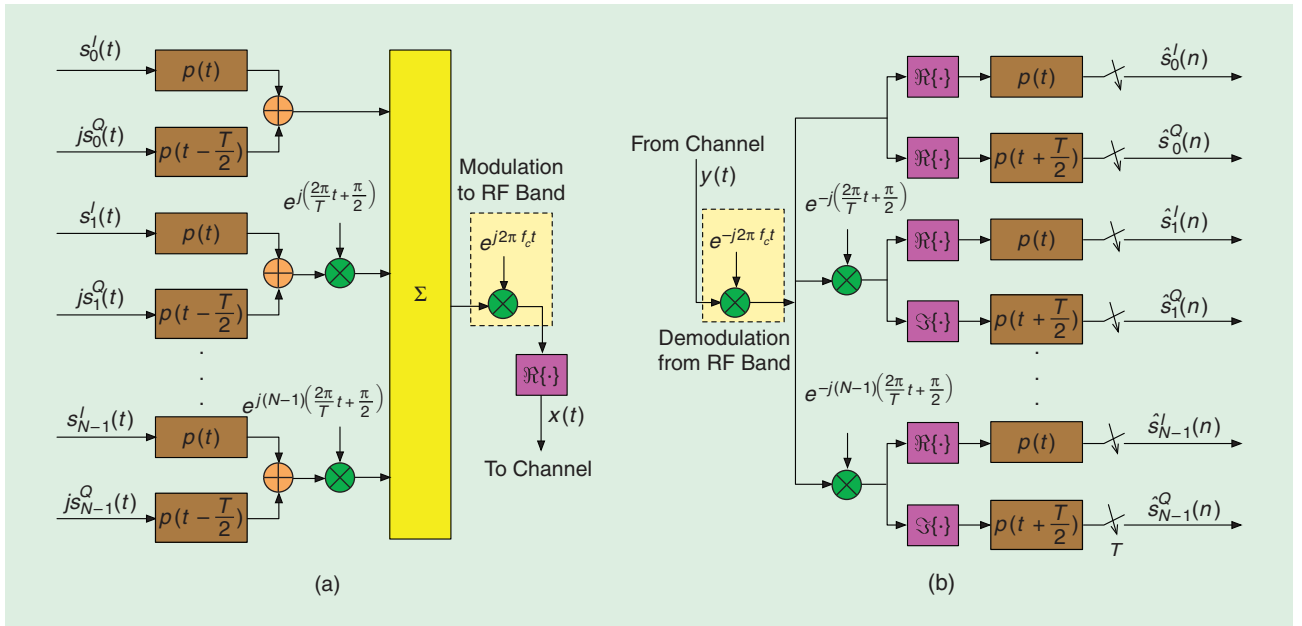 s_0^I(t)
p(t)
js_0^Q(t)
p(t − T/2)
s_1^I(t)
p(t)
e^{j(2π/T t + π/2)}
js_1^Q(t)
p(t − T/2)
. . .
. . .
s_{N−1}^I(t)
p(t)
e^{j(N−1)(2π/T t + π/2)}
js_{N−1}^Q(t)
p(t − T/2)
Σ
Modulation
to RF Band
e^{j2π f_c t}
ℜ{·}
x(t)
To Channel
(a)
From Channel
y(t)
e^{−j2π f_c t}
Demodulation
from RF Band
ℜ{·}
p(t)
ŝ_0^I(n)
ℜ{·}
p(t + T/2)
ŝ_0^Q(n)
e^{−j(2π/T t + π/2)}
ℜ{·}
p(t)
ŝ_1^I(n)
ℑ{·}
p(t + T/2)
ŝ_1^Q(n)
. . .
e^{−j(N−1)(2π/T t + π/2)}
ℜ{·}
p(t)
ŝ_{N−1}^I(n)
ℑ{·}
p(t + T/2)
ŝ_{N−1}^Q(n)
T
(b)